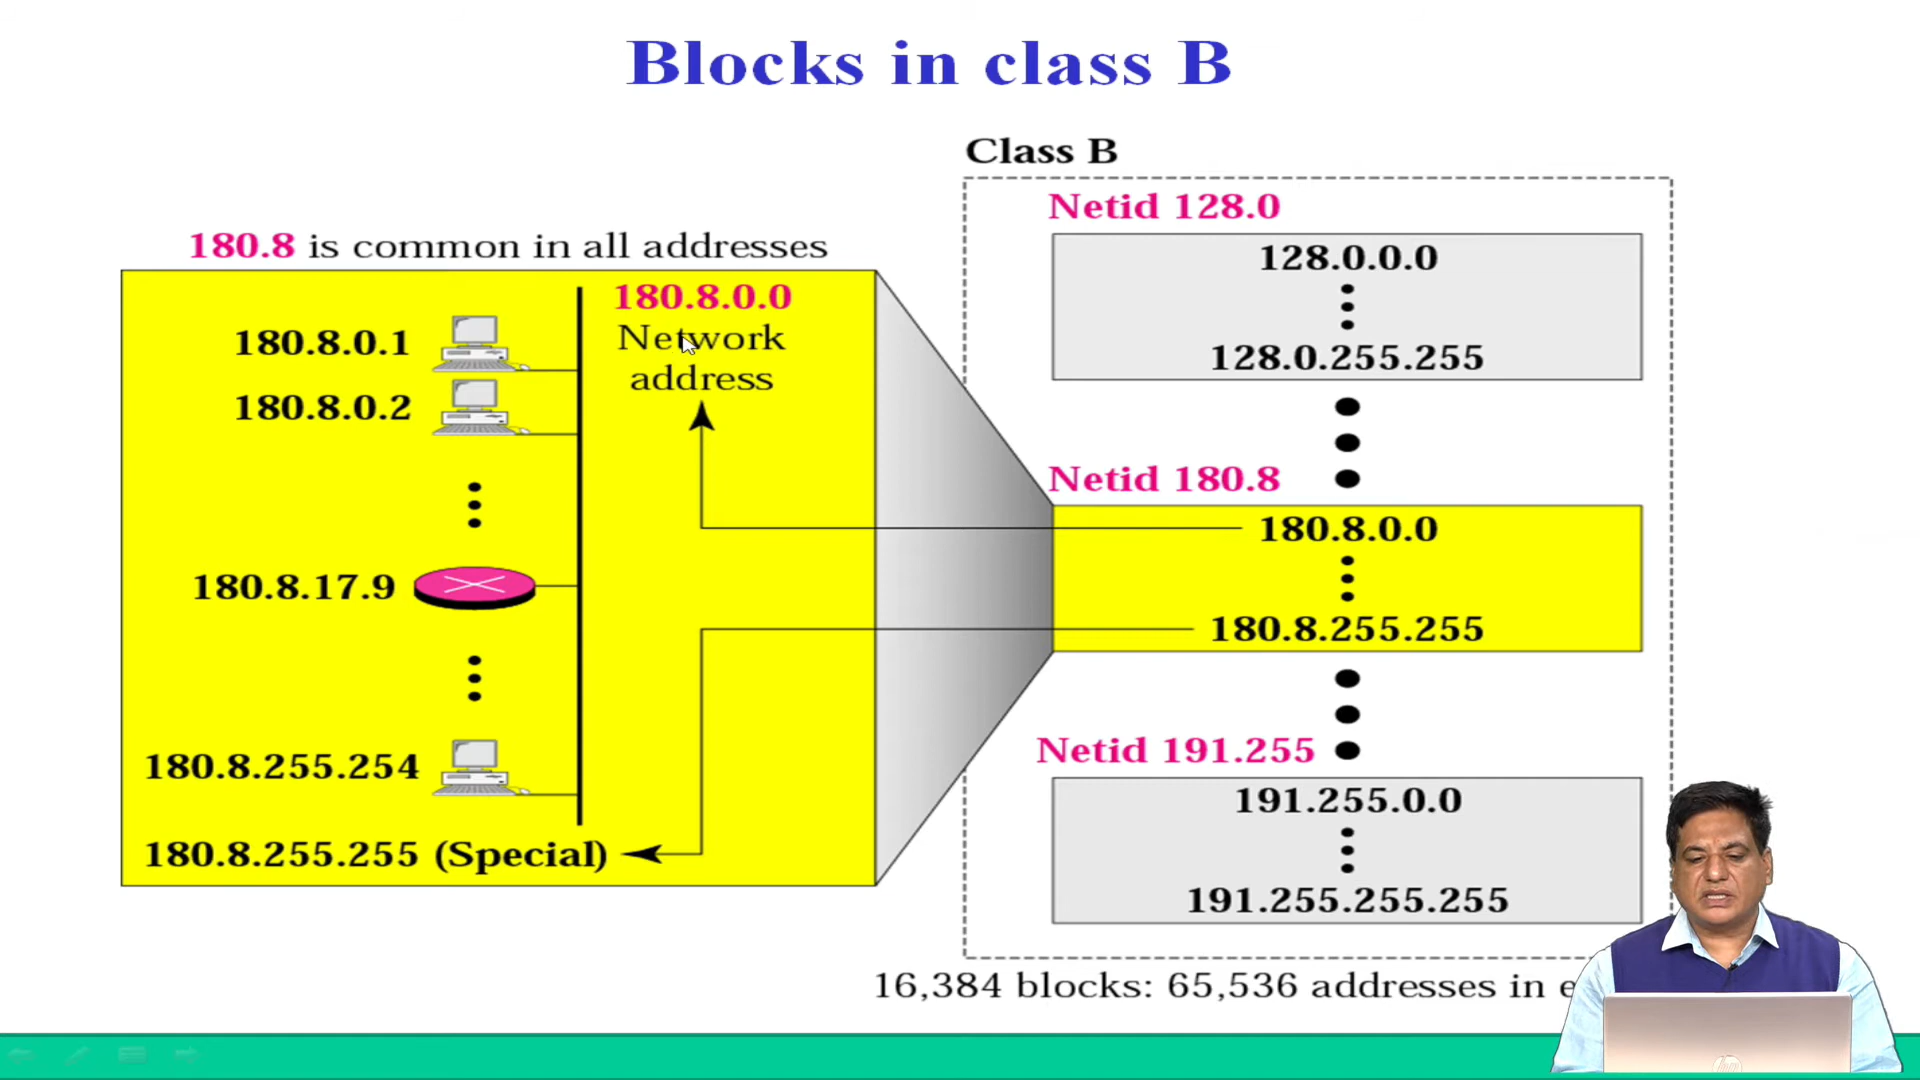 Blocks in class B
Class B
180.8 is common in all addresses
180.8.0.0
Network
address
180.8.0.1
180.8.0.2
180.8.17.9
180.8.255.254
180.8.255.255 (Special)
Netid 128.0
128.0.0.0
128.0.255.255
Netid 180.8
180.8.0.0
180.8.255.255
Netid 191.255
191.255.0.0
191.255.255.255
16,384 blocks: 65,536 addresses in
hp